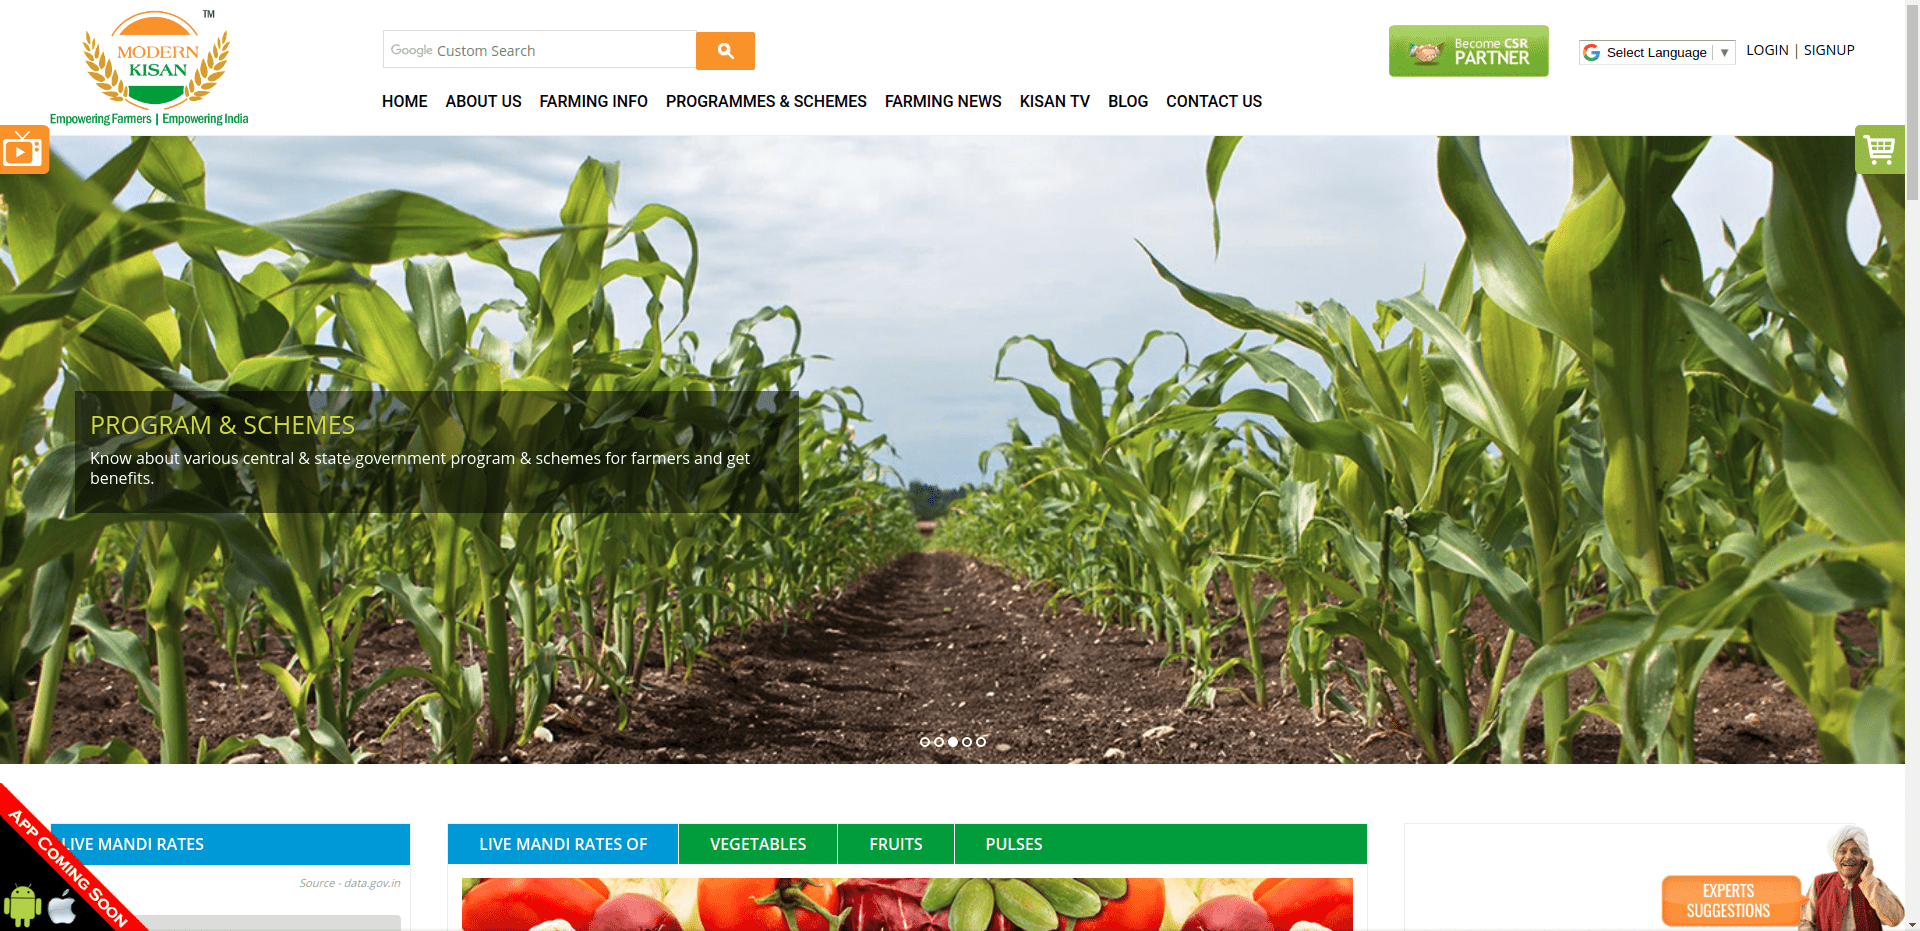 TM
MODERN
KISAN
Empowering Farmers | Empowering India
Google Custom Search
Become CSR
PARTNER
Select Language ▼
LOGIN | SIGNUP
HOME ABOUT US FARMING INFO PROGRAMMES & SCHEMES FARMING NEWS KISAN TV BLOG CONTACT US
PROGRAM & SCHEMES
Know about various central & state government program & schemes for farmers and get
benefits.
APP COMING SOON
LIVE MANDI RATES
Source - data.gov.in
LIVE MANDI RATES OF VEGETABLES FRUITS PULSES
EXPERTS
SUGGESTIONS